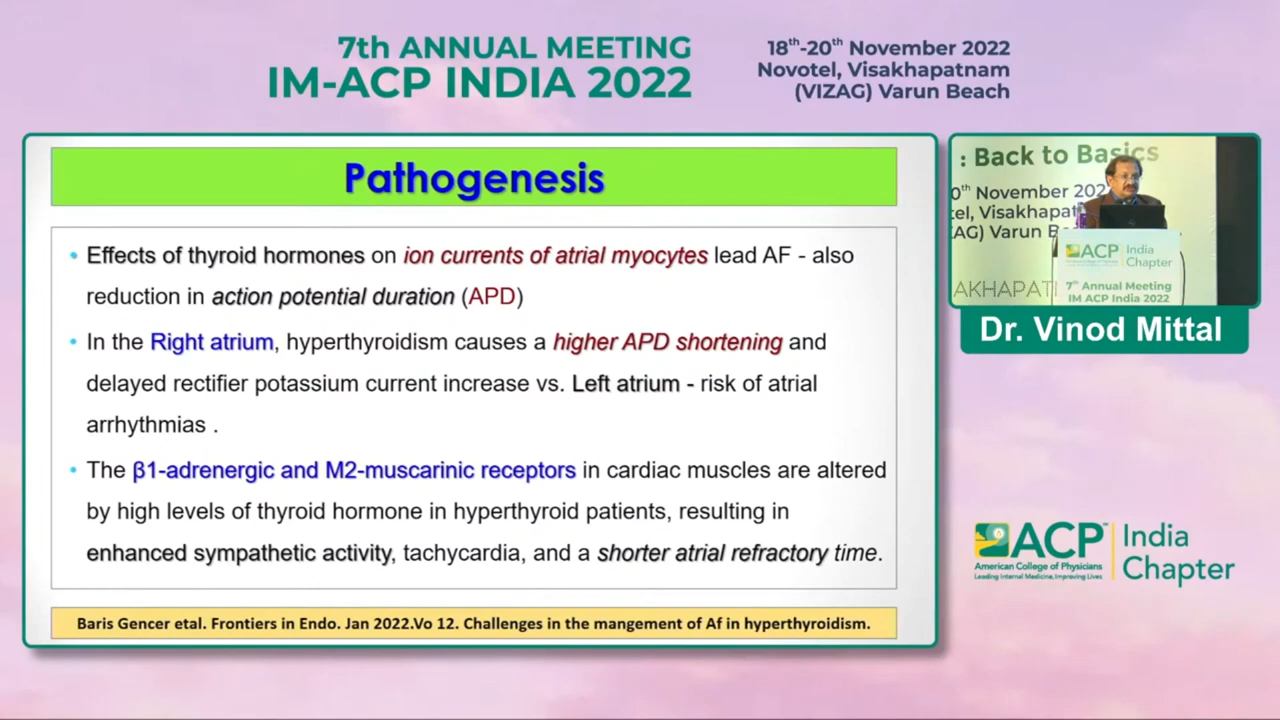 7th ANNUAL MEETING
IM-ACP INDIA 2022
18th-20th November 2022
Novotel, Visakhapatnam
(VIZAG) Varun Beach
Pathogenesis
• Effects of thyroid hormones on ion currents of atrial myocytes lead AF - also
reduction in action potential duration (APD)
• In the Right atrium, hyperthyroidism causes a higher APD shortening and
delayed rectifier potassium current increase vs. Left atrium - risk of atrial
arrhythmias .
• The β1-adrenergic and M2-muscarinic receptors in cardiac muscles are altered
by high levels of thyroid hormone in hyperthyroid patients, resulting in
enhanced sympathetic activity, tachycardia, and a shorter atrial refractory time.
Baris Gencer etal. Frontiers in Endo. Jan 2022.Vo 12. Challenges in the mangement of Af in hyperthyroidism.
: Back to Basics
0th November 202
tel, Visakhapat
AG) Varun B
AKHAPAT
ACP India
Chapter
7th Annual Meeting
IM ACP India 2022
Dr. Vinod Mittal
ACP™ India
Chapter
American College of Physicians
Leading Internal Medicine, Improving Lives